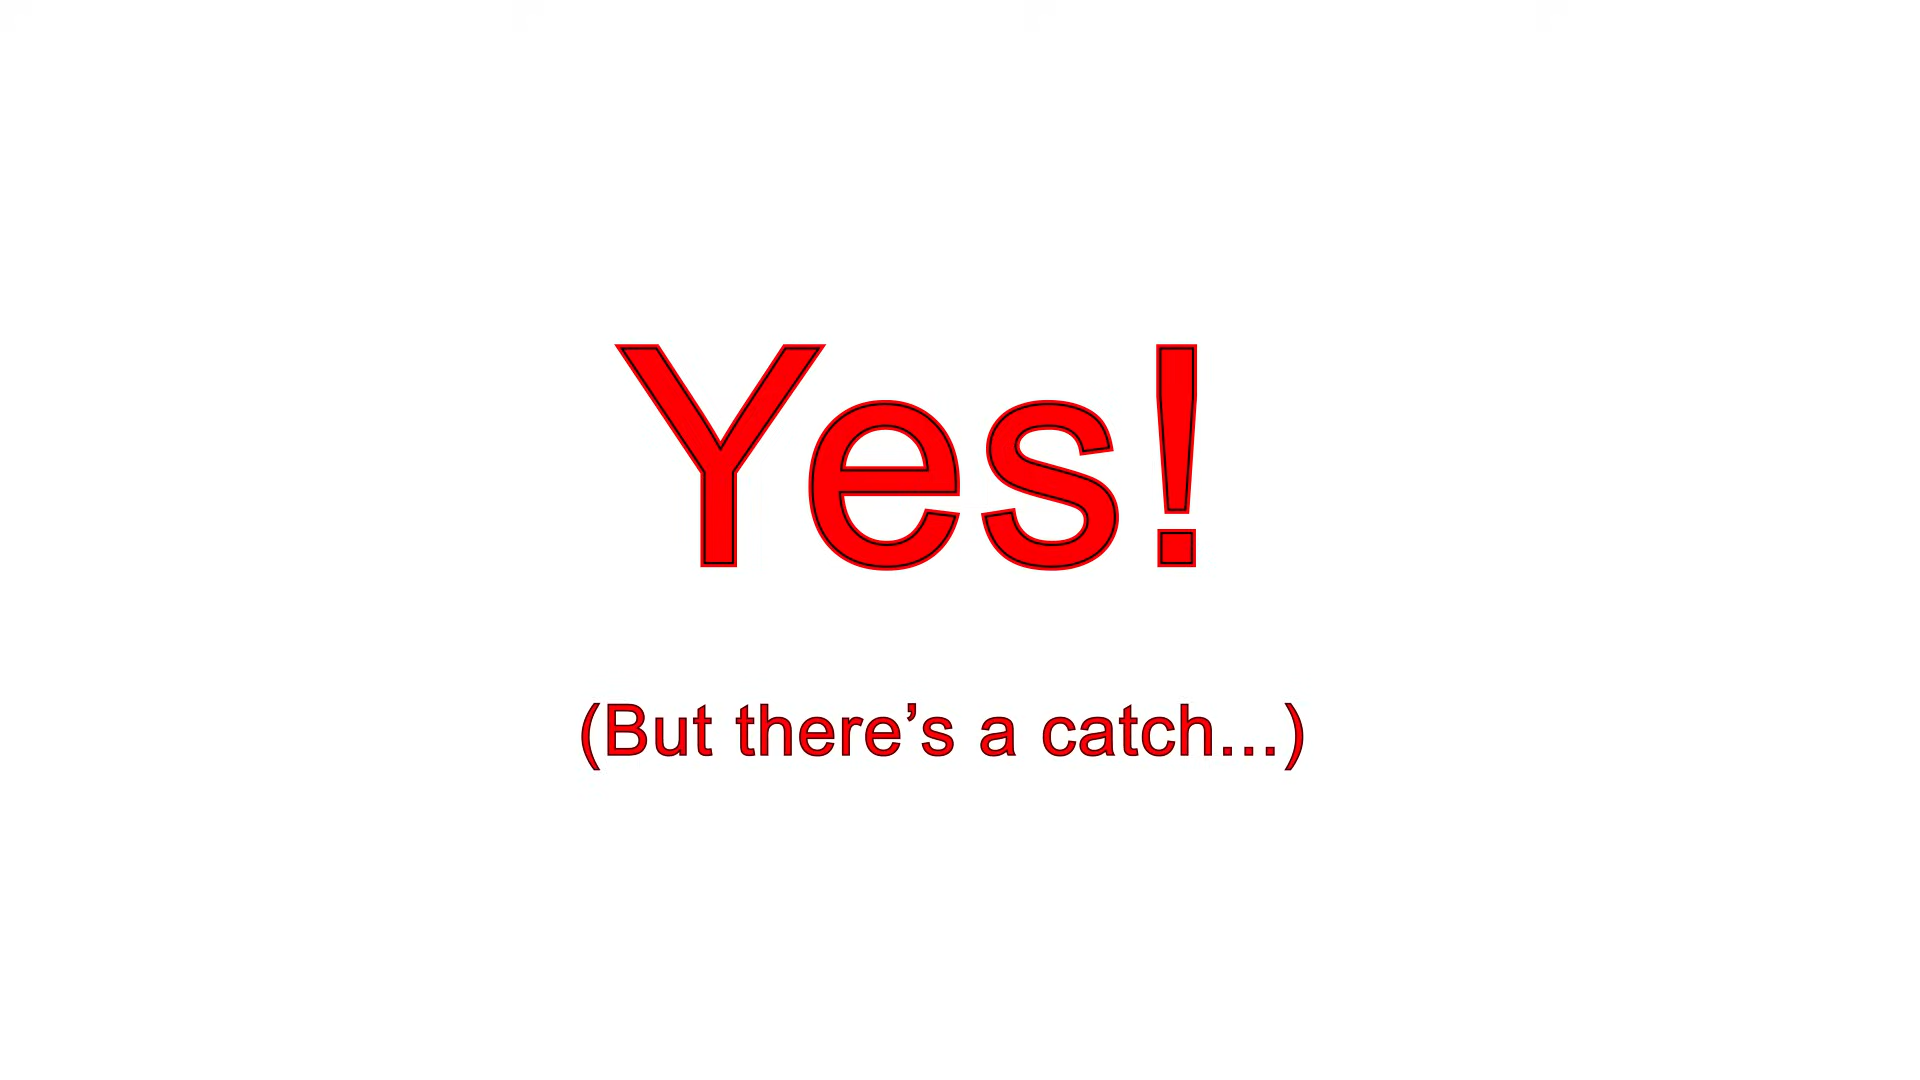 Yes!
(But there’s a catch...)